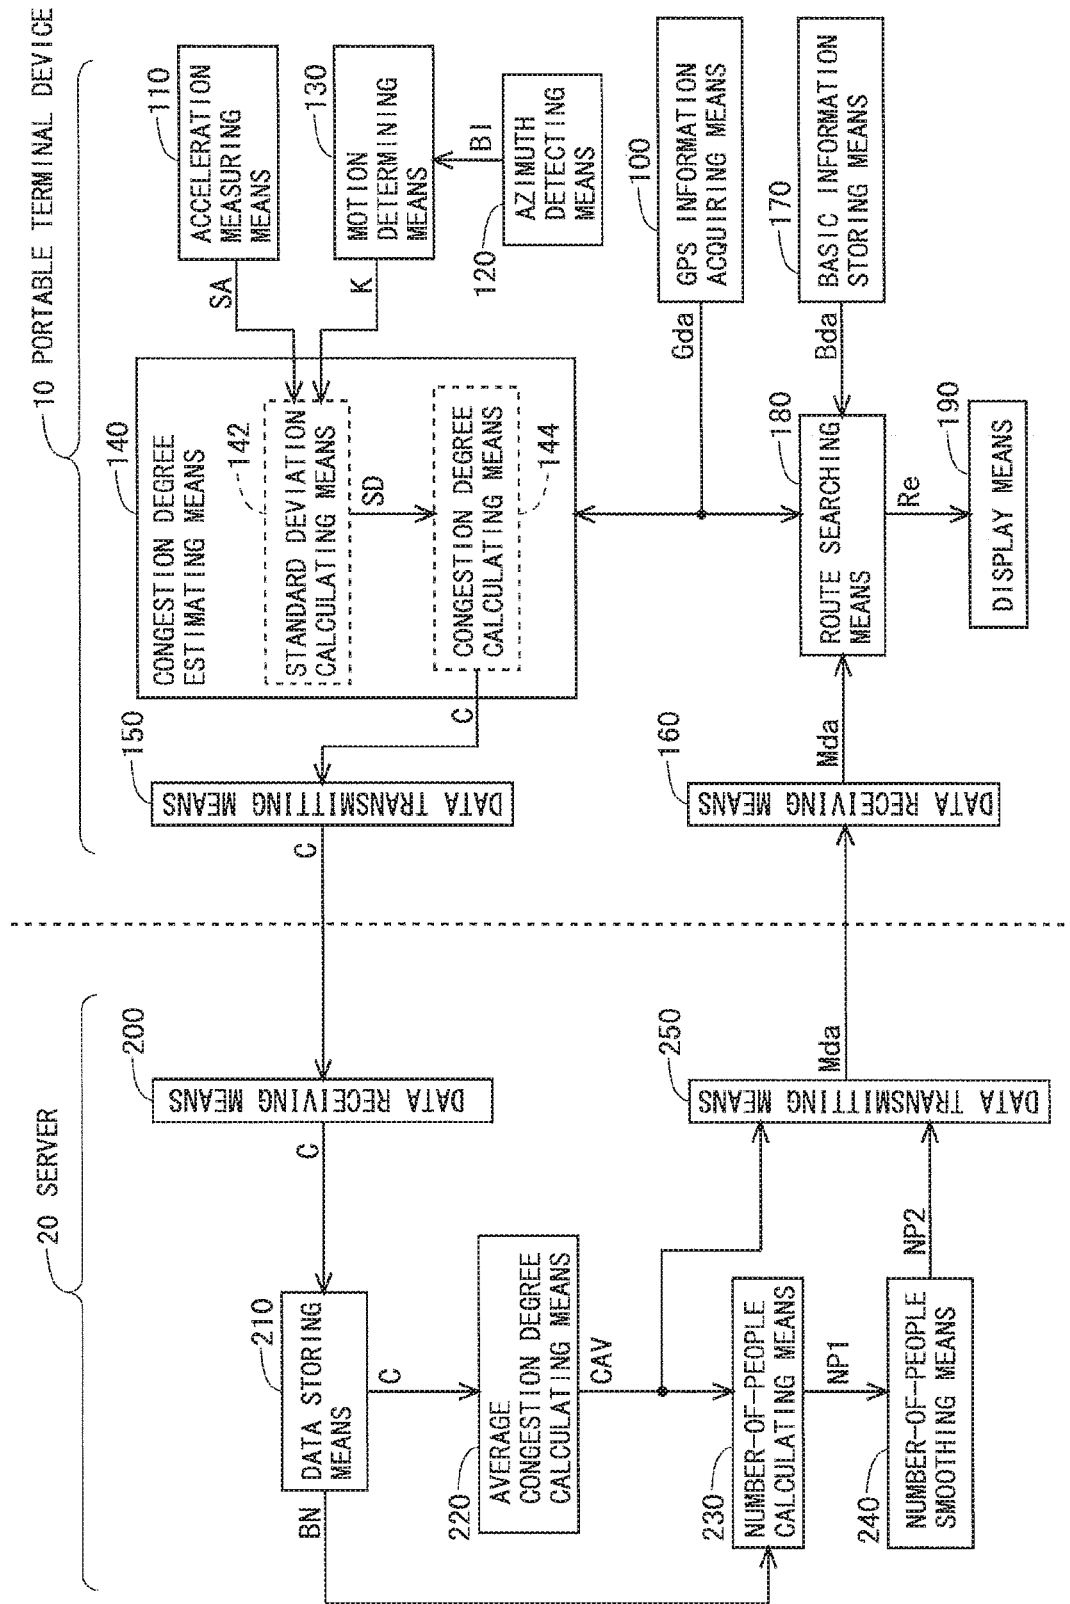 10 PORTABLE TERMINAL DEVICE
110
ACCELERATION
MEASURING
MEANS
SA
130
MOTION
DETERMINING
MEANS
K
BI
120
AZIMUTH
DETECTING
MEANS
140
CONGESTION DEGREE
ESTIMATING MEANS
142
STANDARD DEVIATION
CALCULATING MEANS
SD
CONGESTION DEGREE
CALCULATING MEANS
144
C
150
DATA TRANSMITTING MEANS
C
100
GPS INFORMATION
ACQUIRING MEANS
Gda
170
BASIC INFORMATION
STORING MEANS
Bda
180
ROUTE SEARCHING
MEANS
Re
190
DISPLAY MEANS
Mda
160
DATA RECEIVING MEANS
20 SERVER
200
DATA RECEIVING MEANS
C
210
DATA STORING
MEANS
BN
C
220
AVERAGE
CONGESTION DEGREE
CALCULATING MEANS
CAV
230
NUMBER-OF-PEOPLE
CALCULATING MEANS
NP1
240
NUMBER-OF-PEOPLE
SMOOTHING MEANS
NP2
250
DATA TRANSMITTING MEANS
Mda